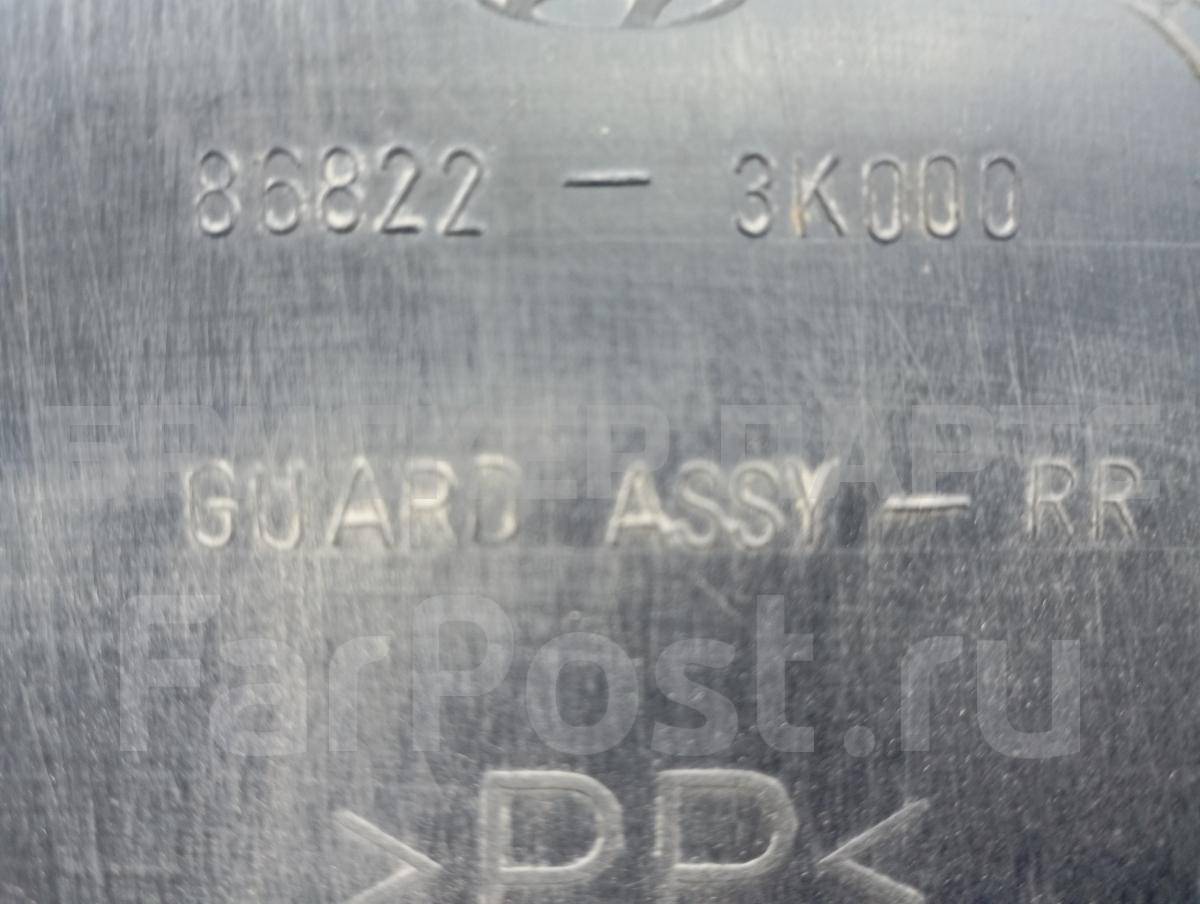 86822 - 3K000
GUARD ASSY - RR
FarPost.ru
>PP<